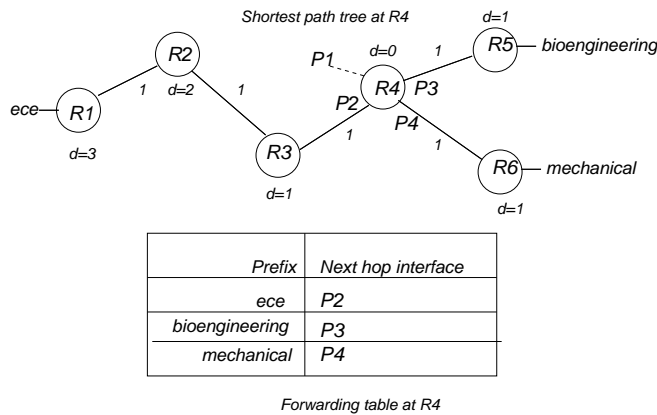 Shortest path tree at R4
d=1
R2
P1
d=0
1
R5
bioengineering
1
d=2
1
R4
P3
ece
R1
P2
P4
d=3
R3
1
1
R6
mechanical
d=1
d=1
Prefix Next hop interface
ece P2
bioengineering P3
mechanical P4
Forwarding table at R4